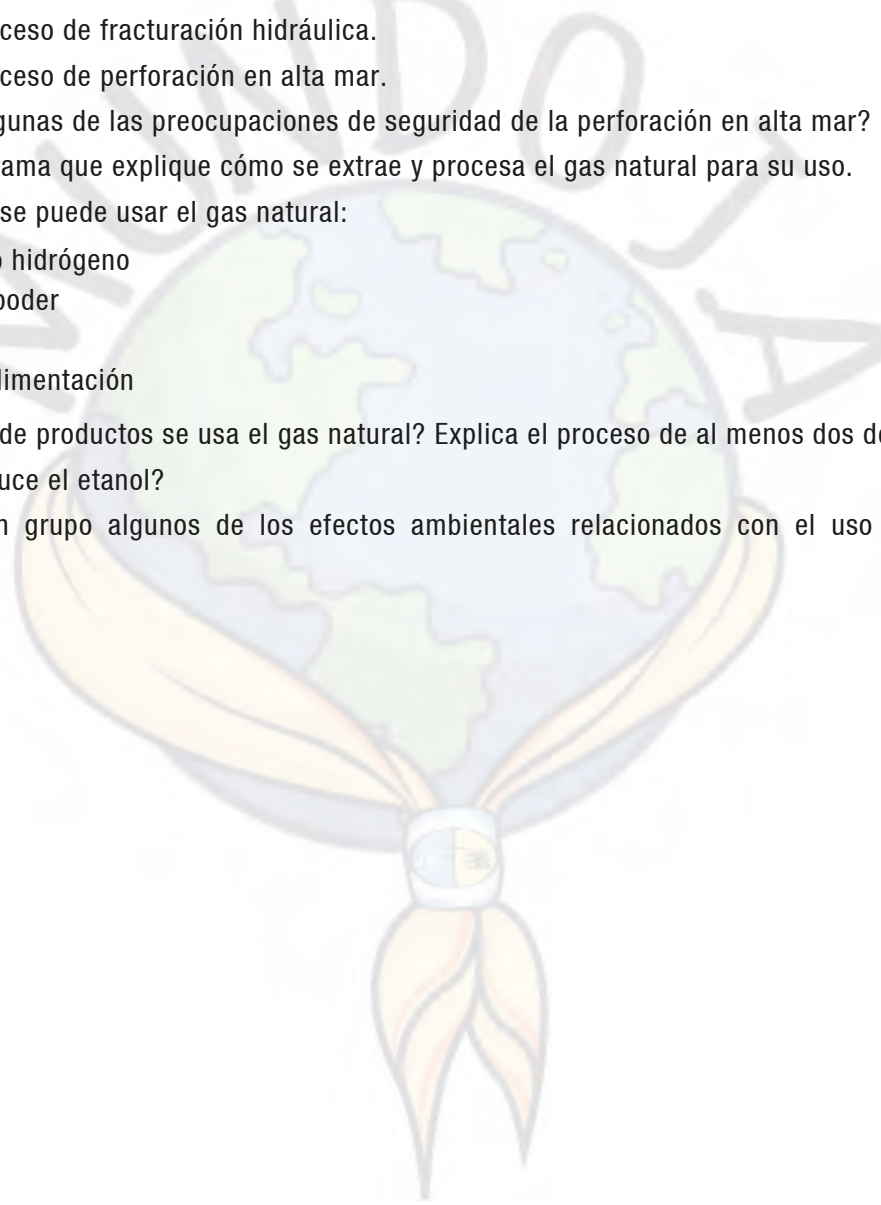 MUNDO JA
ceso de fracturación hidráulica.
ceso de perforación en alta mar.
gunas de las preocupaciones de seguridad de la perforación en alta mar?
rama que explique cómo se extrae y procesa el gas natural para su uso.
se puede usar el gas natural:
o hidrógeno
poder
limentación
de productos se usa el gas natural? Explica el proceso de al menos dos d
uce el etanol?
n grupo algunos de los efectos ambientales relacionados con el uso